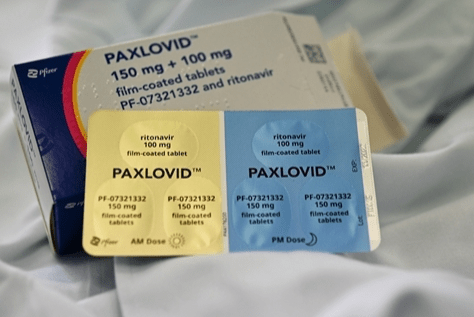 Pfizer
PAXLOVID™
150 mg + 100 mg
film-coated tablets
PF-07321332 and ritonavir
ritonavir
100 mg
film-coated tablet
PAXLOVID™
PF-07321332
150 mg
film-coated
tablets
PF-07321332
150 mg
film-coated
tablets
Pfizer
AM Dose
ritonavir
100 mg
film-coated tablet
PAXLOVID™
PF-07321332
150 mg
film-coated
tablets
PF-07321332
150 mg
film-coated
tablets
PM Dose
EXP
Lot